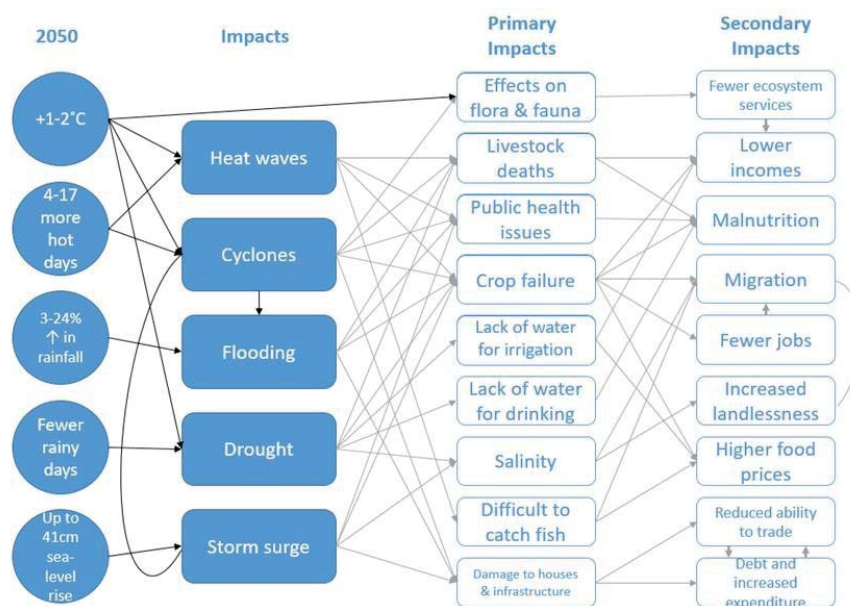 2050
Impacts
Primary
Impacts
Secondary
Impacts
+1-2˚C
4-17
more
hot
days
3-24%
↑ in
rainfall
Fewer
rainy
days
Up to
41cm
sea-
level
rise
Heat waves
Cyclones
Flooding
Drought
Storm surge
Effects on
flora & fauna
Livestock
deaths
Public health
issues
Crop failure
Lack of water
for irrigation
Lack of water
for drinking
Salinity
Difficult to
catch fish
Damage to houses
& infrastructure
Fewer ecosystem
services
Lower
incomes
Malnutrition
Migration
Fewer jobs
Increased
landlessness
Higher food
prices
Reduced ability
to trade
Debt and
increased
expenditure